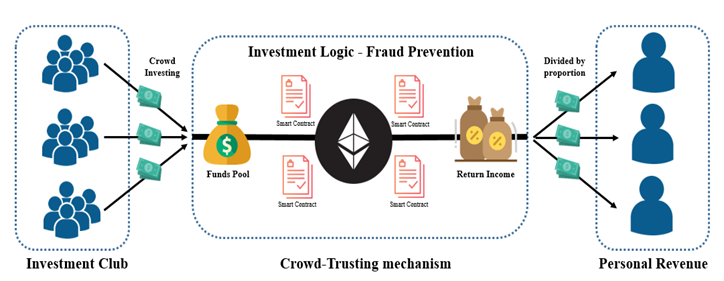 Crowd
Investing
Investment Logic - Fraud Prevention
Divided by
proportion
Smart Contract
Smart Contract
$
Funds Pool
Return Income
Smart Contract
Smart Contract
Investment Club
Crowd-Trusting mechanism
Personal Revenue